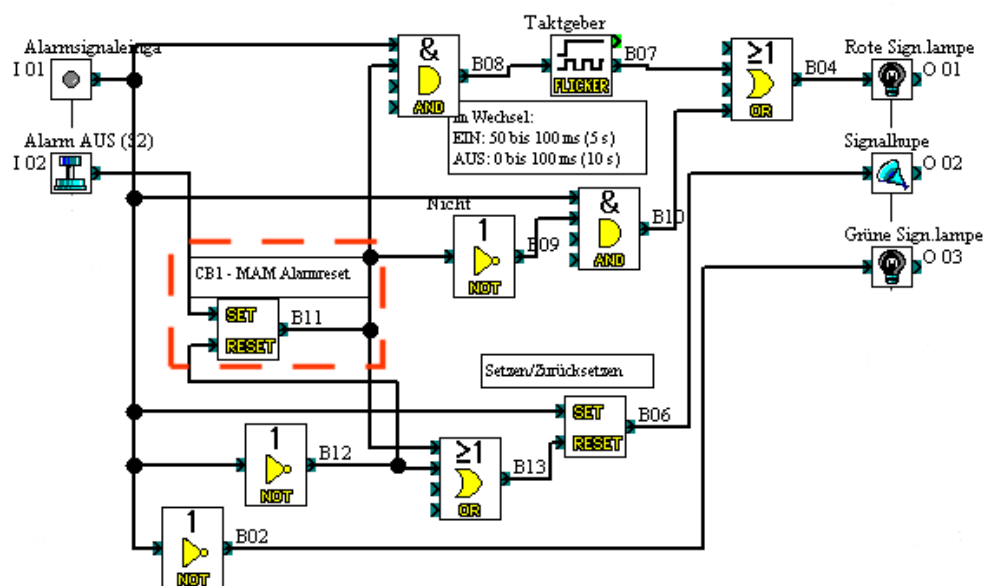 Taktgeber
Alarmsignaleinga
I 01
&
AND
B08
FLICKER
B07
≥1
OR
B04
Rote Sign.lampe
O 01
im Wechsel:
EIN: 50 bis 100 ms (5 s)
AUS: 0 bis 100 ms (10 s)
Alarm AUS (S2)
I 02
Signalhupe
O 02
Nicht
1
NOT
B09
&
AND
B10
Grüne Sign.lampe
O 03
CB1 - MAM Alarmreset
SET
RESET
B11
Setzen/Zurücksetzen
SET
RESET
B06
1
NOT
B12
≥1
OR
B13
1
NOT
B02